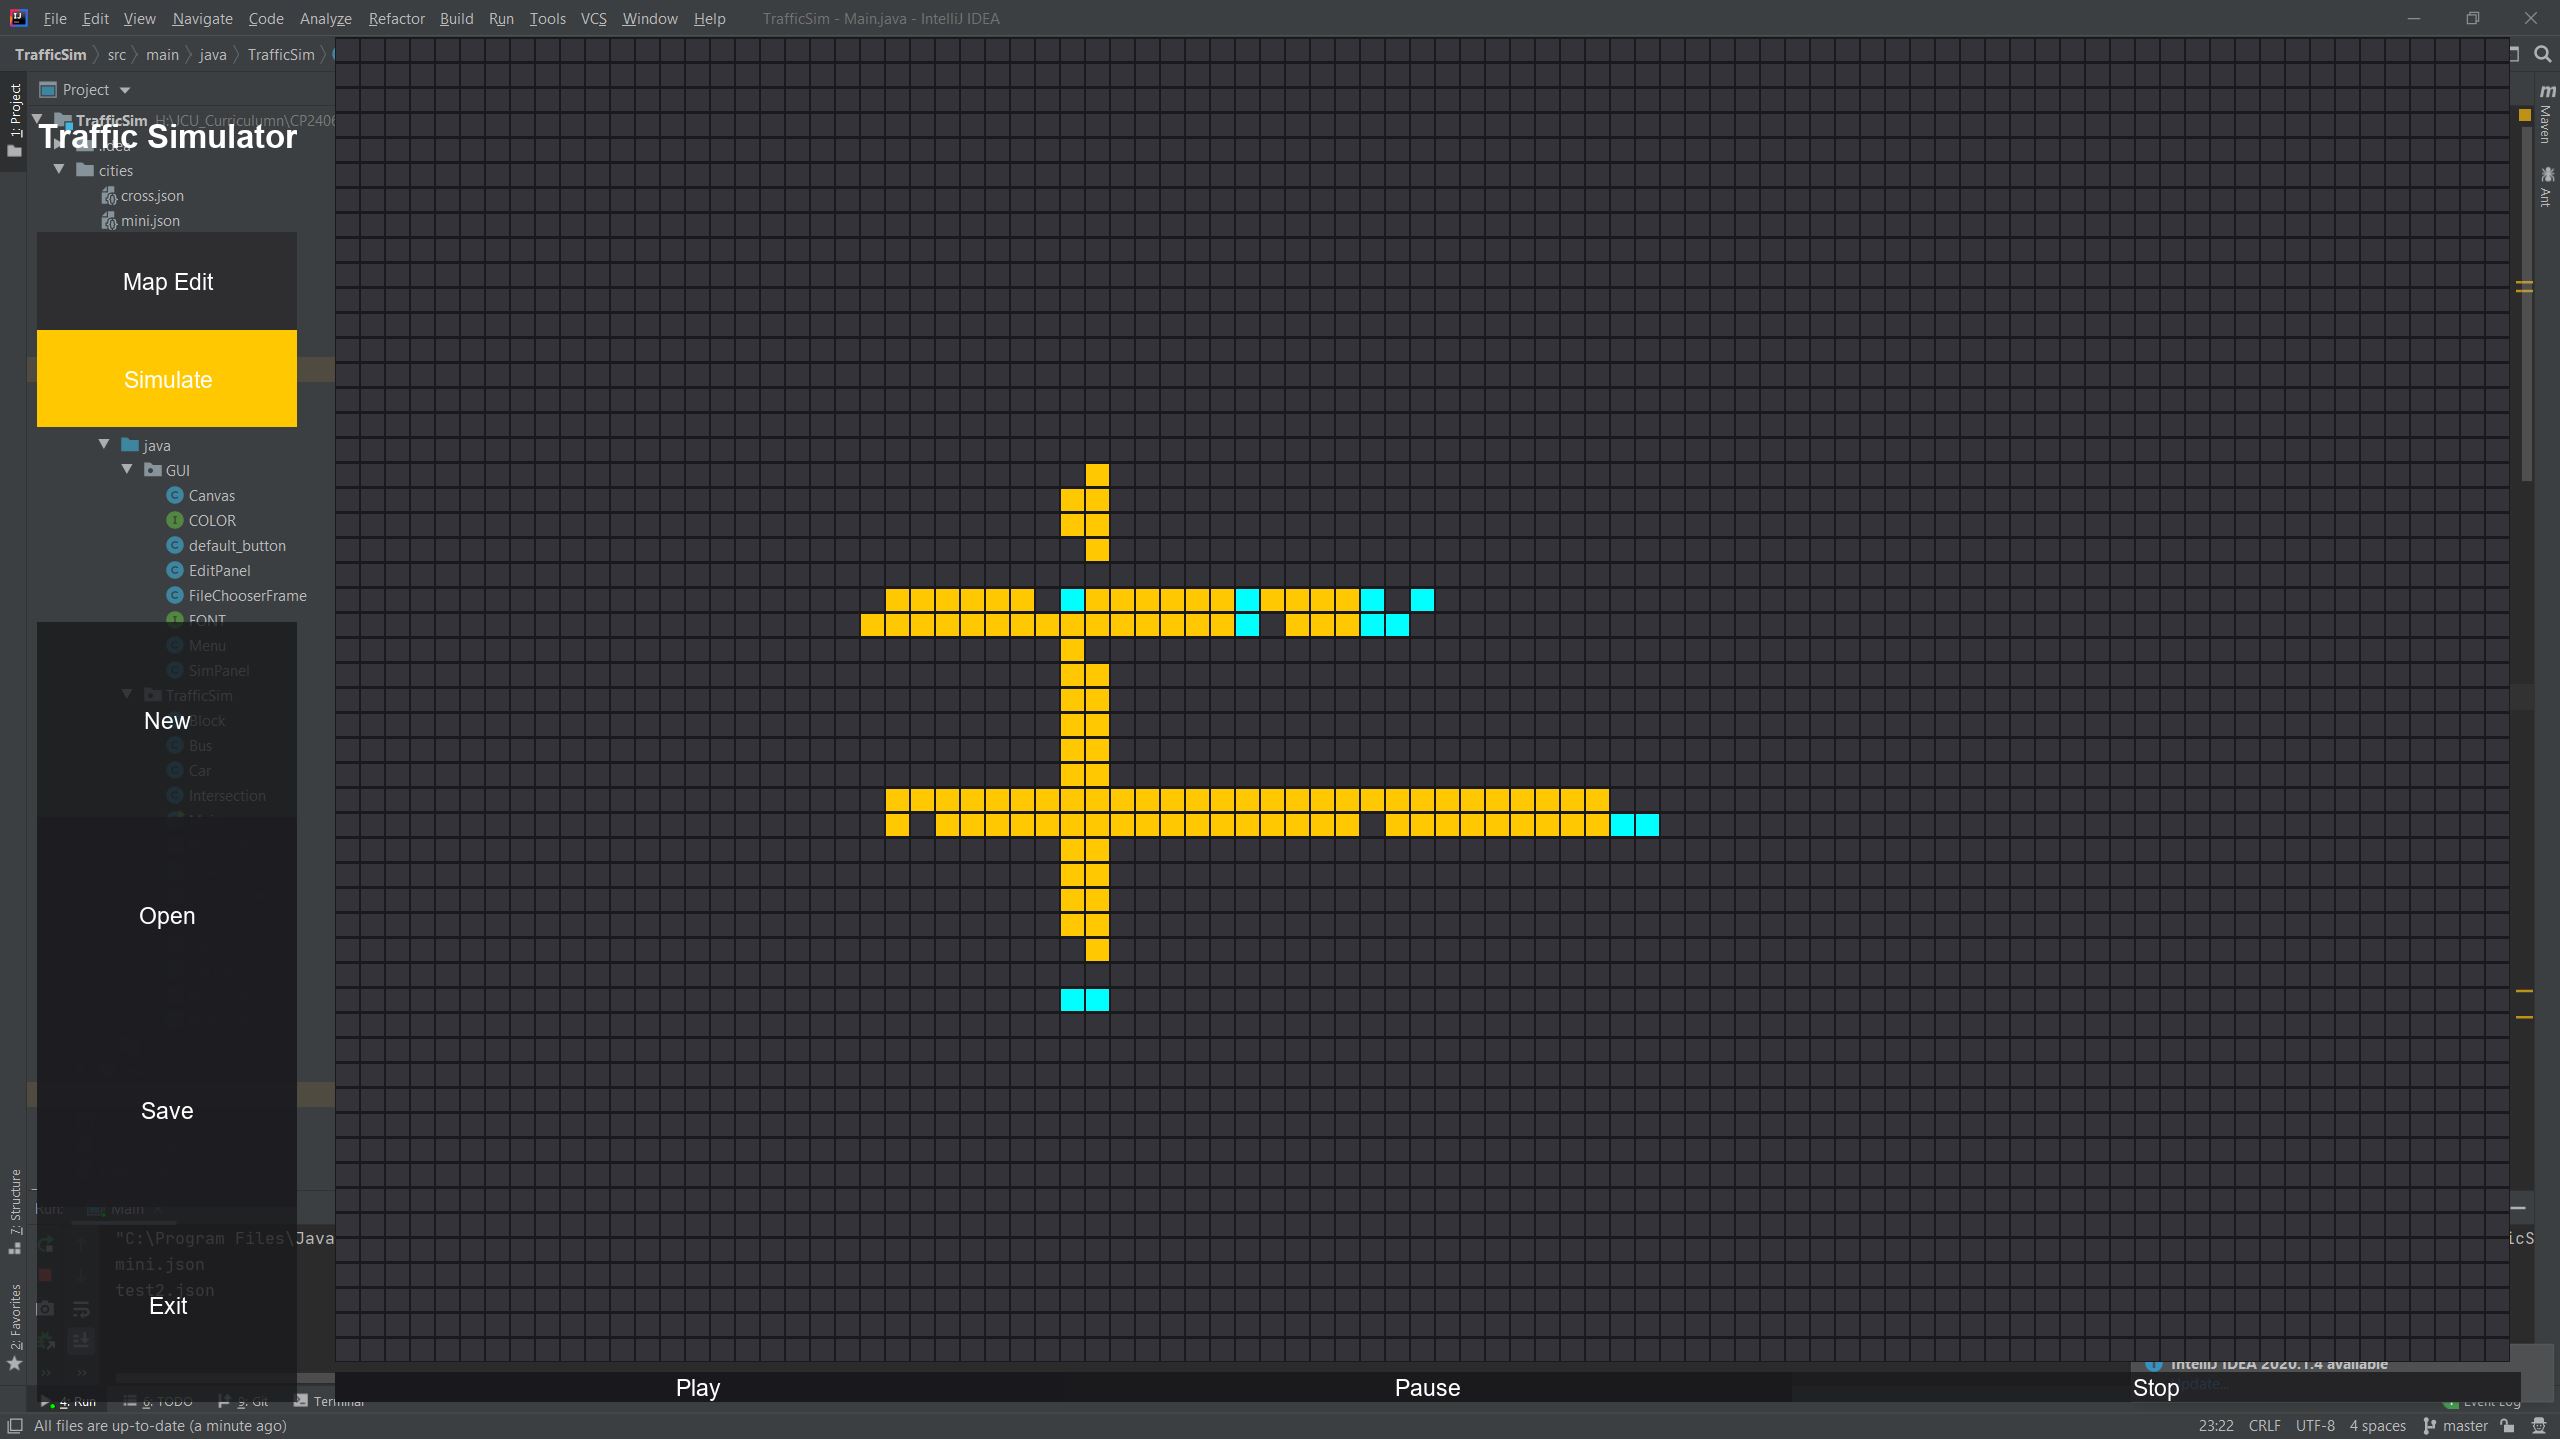 File Edit View Navigate Code Analyze Refactor Build Run Tools VCS Window Help TrafficSim - Main.java - IntelliJ IDEA
TrafficSim src main java TrafficSim
1: Project
Project
TrafficSim H:\JCU_Curriculumn\CP2406
Traffic Simulator
.idea
cities
cross.json
mini.json
Map Edit
Simulate
java
GUI
Canvas
COLOR
default_button
EditPanel
FileChooserFrame
FONT
Menu
SimPanel
TrafficSim
New
Block
Bus
Car
Intersection
Open
Save
7: Structure
2: Favorites
Run: Main
"C:\Program Files\Java
mini.json
test2.json
Exit
Maven
Ant
icS
IntelliJ IDEA 2020.1.4 available
Play Pause Stop
4: Run 6: TODO 9: Git Terminal Event Log
All files are up-to-date (a minute ago) 23:22 CRLF UTF-8 4 spaces master